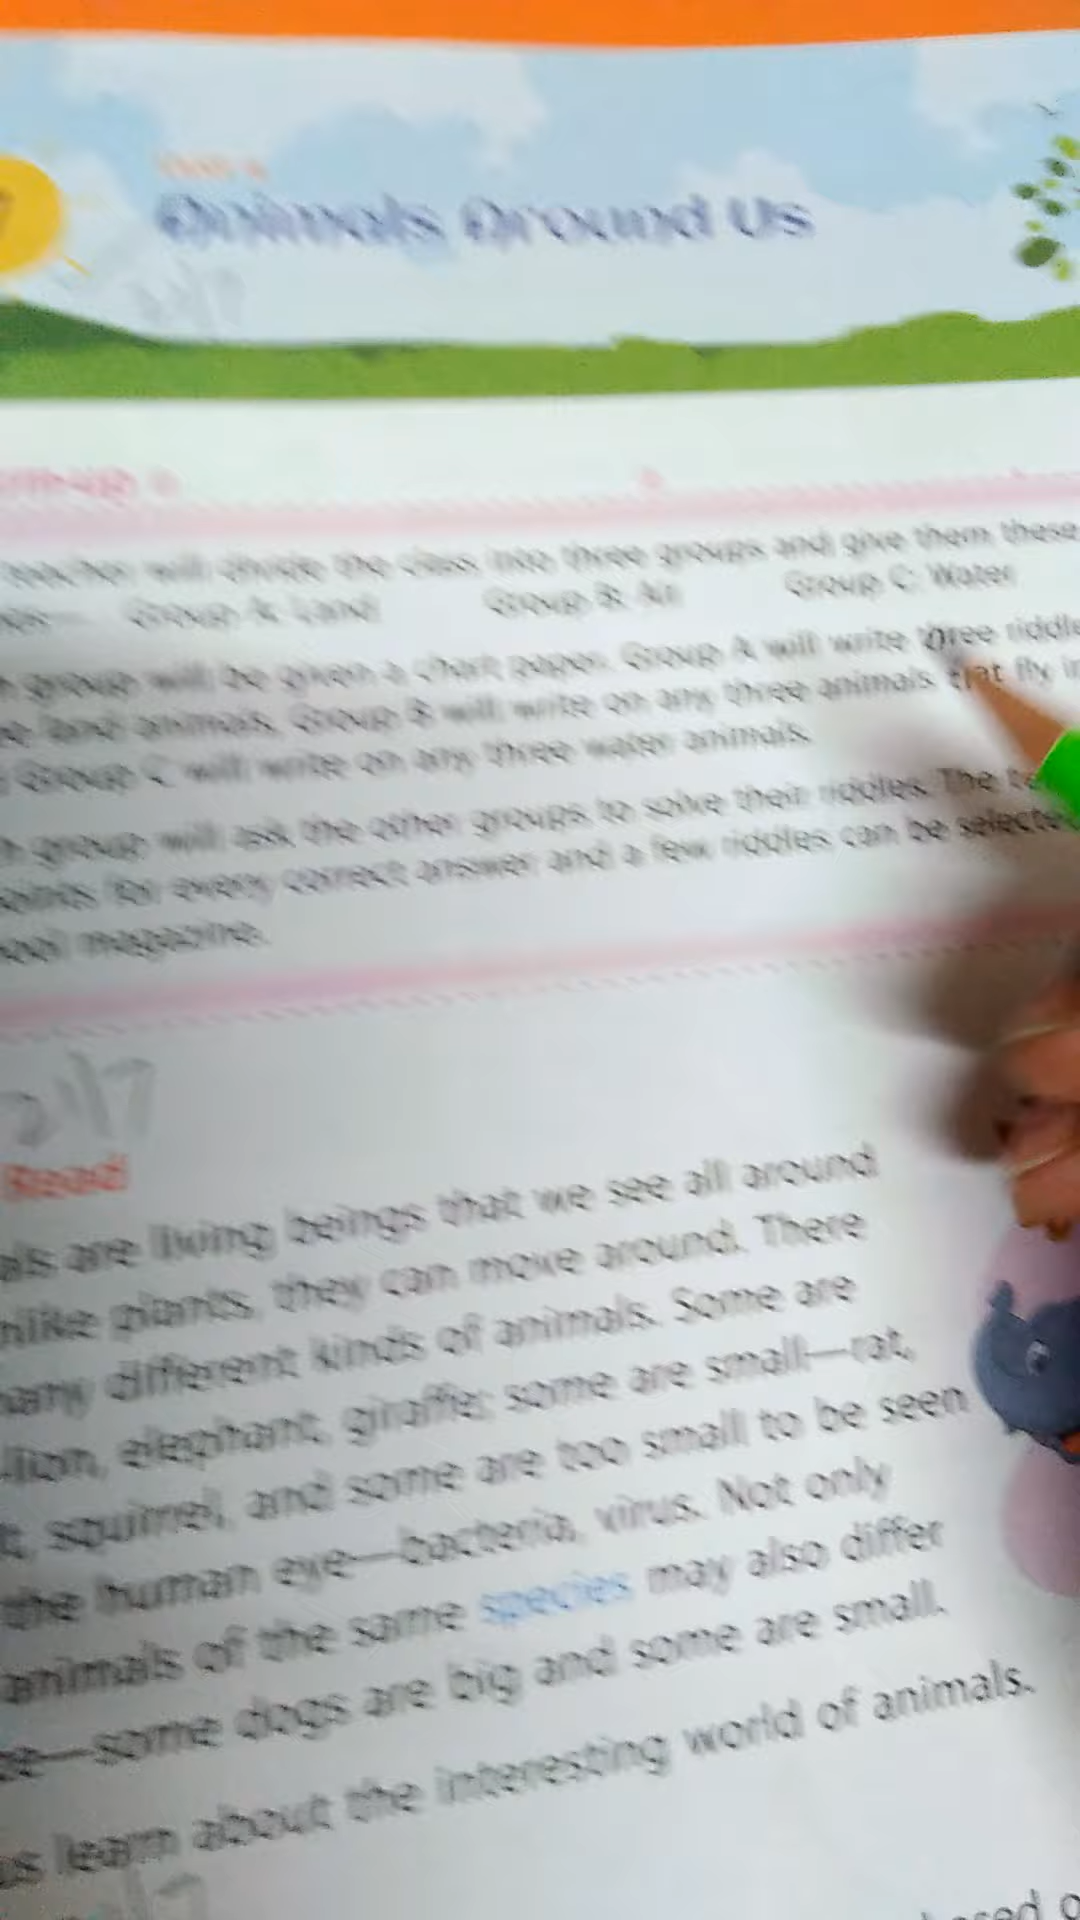 Animals Around Us
will divide the class into three groups and give them these
Group A: Land Group B: Air Group C: Water
group will be given a chart paper. Group A will write three riddle
land animals. Group B will write on any three animals that fly in
Group C will write on any three water animals.
group will ask the other groups to solve their riddles. The
for every correct answer and a few riddles can be selecte
magazine.
2/7
Read
als are living beings that we see all around
nlike plants, they can move around. There
any different kinds of animals. Some are
lion, elephant, giraffe; some are small—rat,
squirrel, and some are too small to be seen
the human eye—bacteria, virus. Not only
animals of the same species may also differ
—some dogs are big and some are small.
us learn about the interesting world of animals.